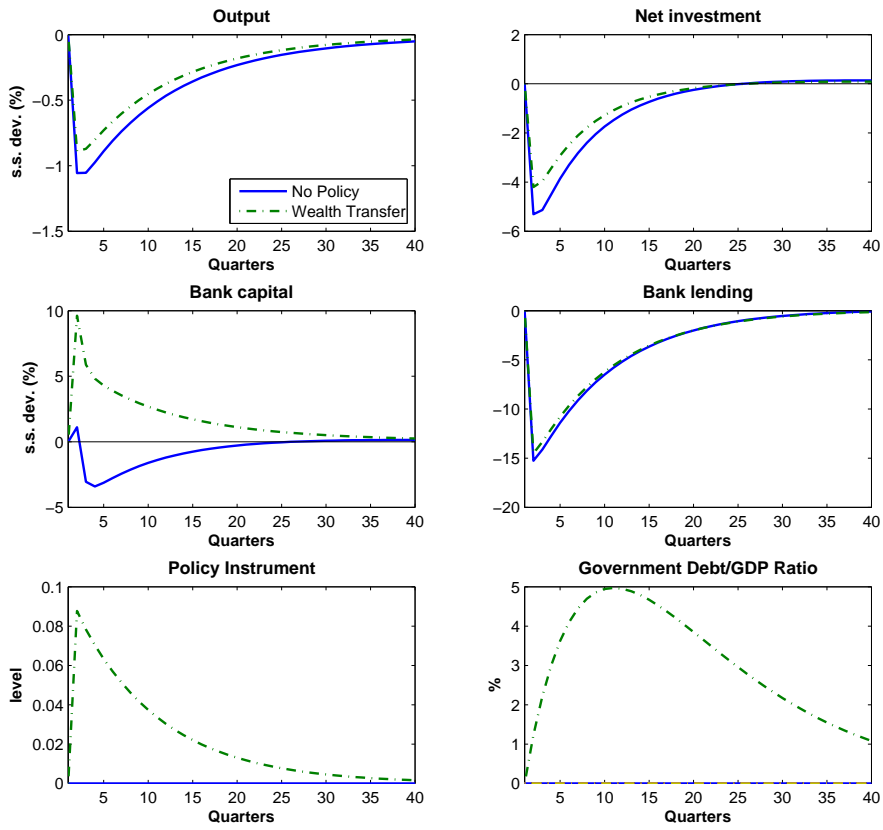 Output
0
−0.5
−1
−1.5
s.s. dev. (%)
No Policy
Wealth Transfer
5 10 15 20 25 30 35 40
Quarters
Net investment
2
0
−2
−4
−6
5 10 15 20 25 30 35 40
Quarters
Bank capital
10
5
0
−5
s.s. dev. (%)
5 10 15 20 25 30 35 40
Quarters
Bank lending
0
−5
−10
−15
−20
5 10 15 20 25 30 35 40
Quarters
Policy Instrument
0.1
0.08
0.06
0.04
0.02
0
level
5 10 15 20 25 30 35 40
Quarters
Government Debt/GDP Ratio
5
4
3
2
1
0
%
5 10 15 20 25 30 35 40
Quarters